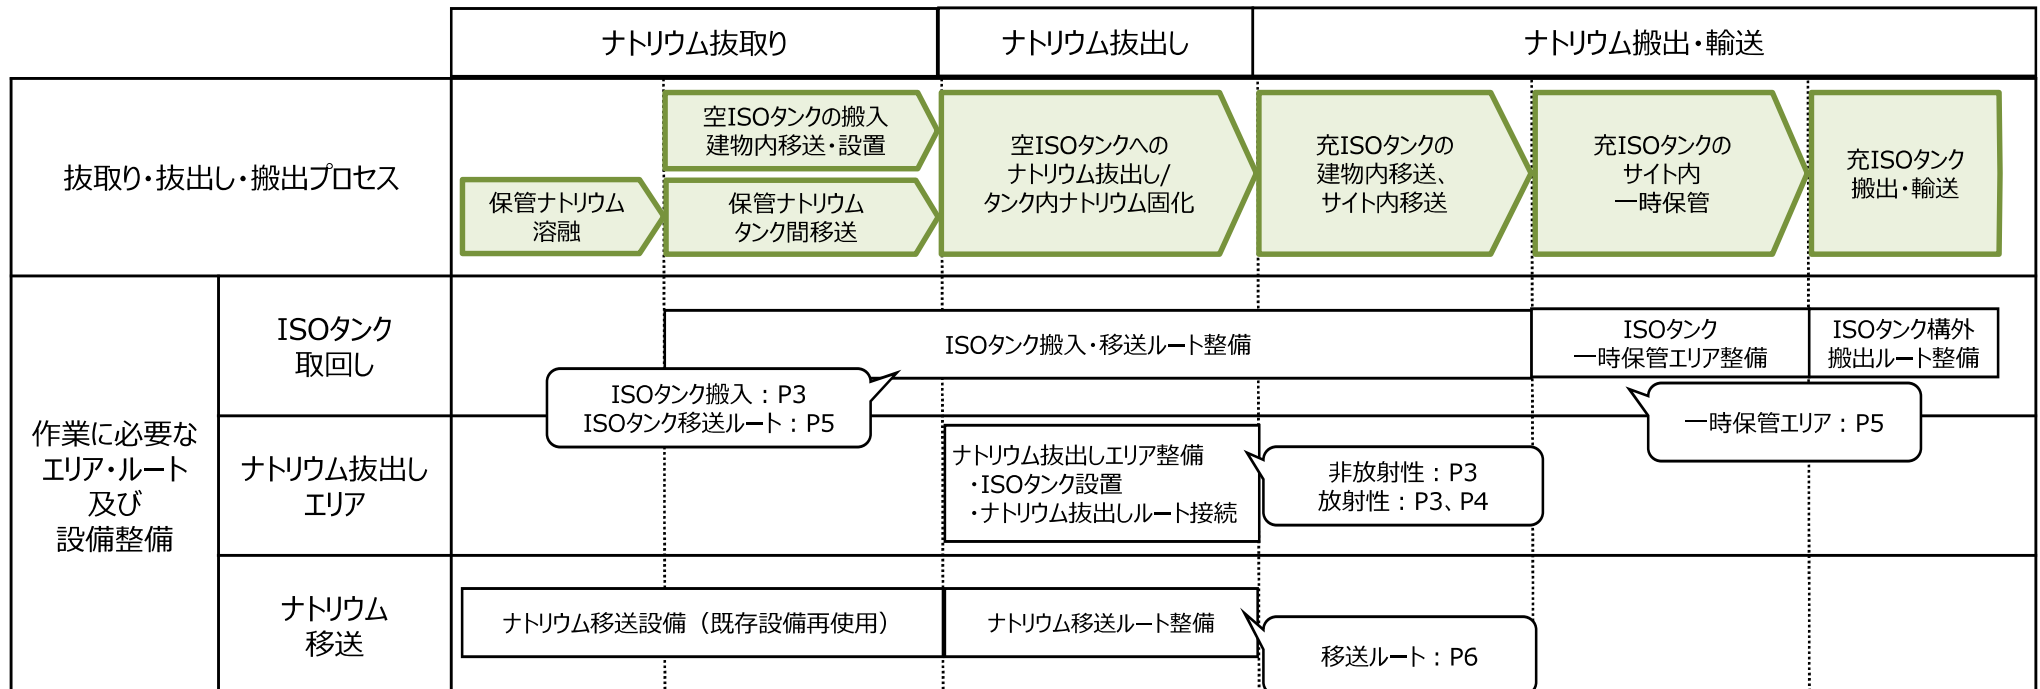 ナトリウム抜取り
ナトリウム抜出し
ナトリウム搬出・輸送
抜取り・抜出し・搬出プロセス
保管ナトリウム
溶融
空ISOタンクの搬入
建物内移送・設置
保管ナトリウム
タンク間移送
空ISOタンクへの
ナトリウム抜出し/
タンク内ナトリウム固化
充ISOタンクの
建物内移送、
サイト内移送
充ISOタンクの
サイト内
一時保管
充ISOタンク
搬出・輸送
作業に必要な
エリア・ルート
及び
設備整備
ISOタンク
取回し
ISOタンク搬入・移送ルート整備
ISOタンク
一時保管エリア整備
ISOタンク構外
搬出ルート整備
ISOタンク搬入：P3
ISOタンク移送ルート：P5
一時保管エリア：P5
ナトリウム抜出し
エリア
ナトリウム抜出しエリア整備
・ISOタンク設置
・ナトリウム抜出しルート接続
非放射性：P3
放射性：P3、P4
ナトリウム
移送
ナトリウム移送設備（既存設備再使用）
ナトリウム移送ルート整備
移送ルート：P6